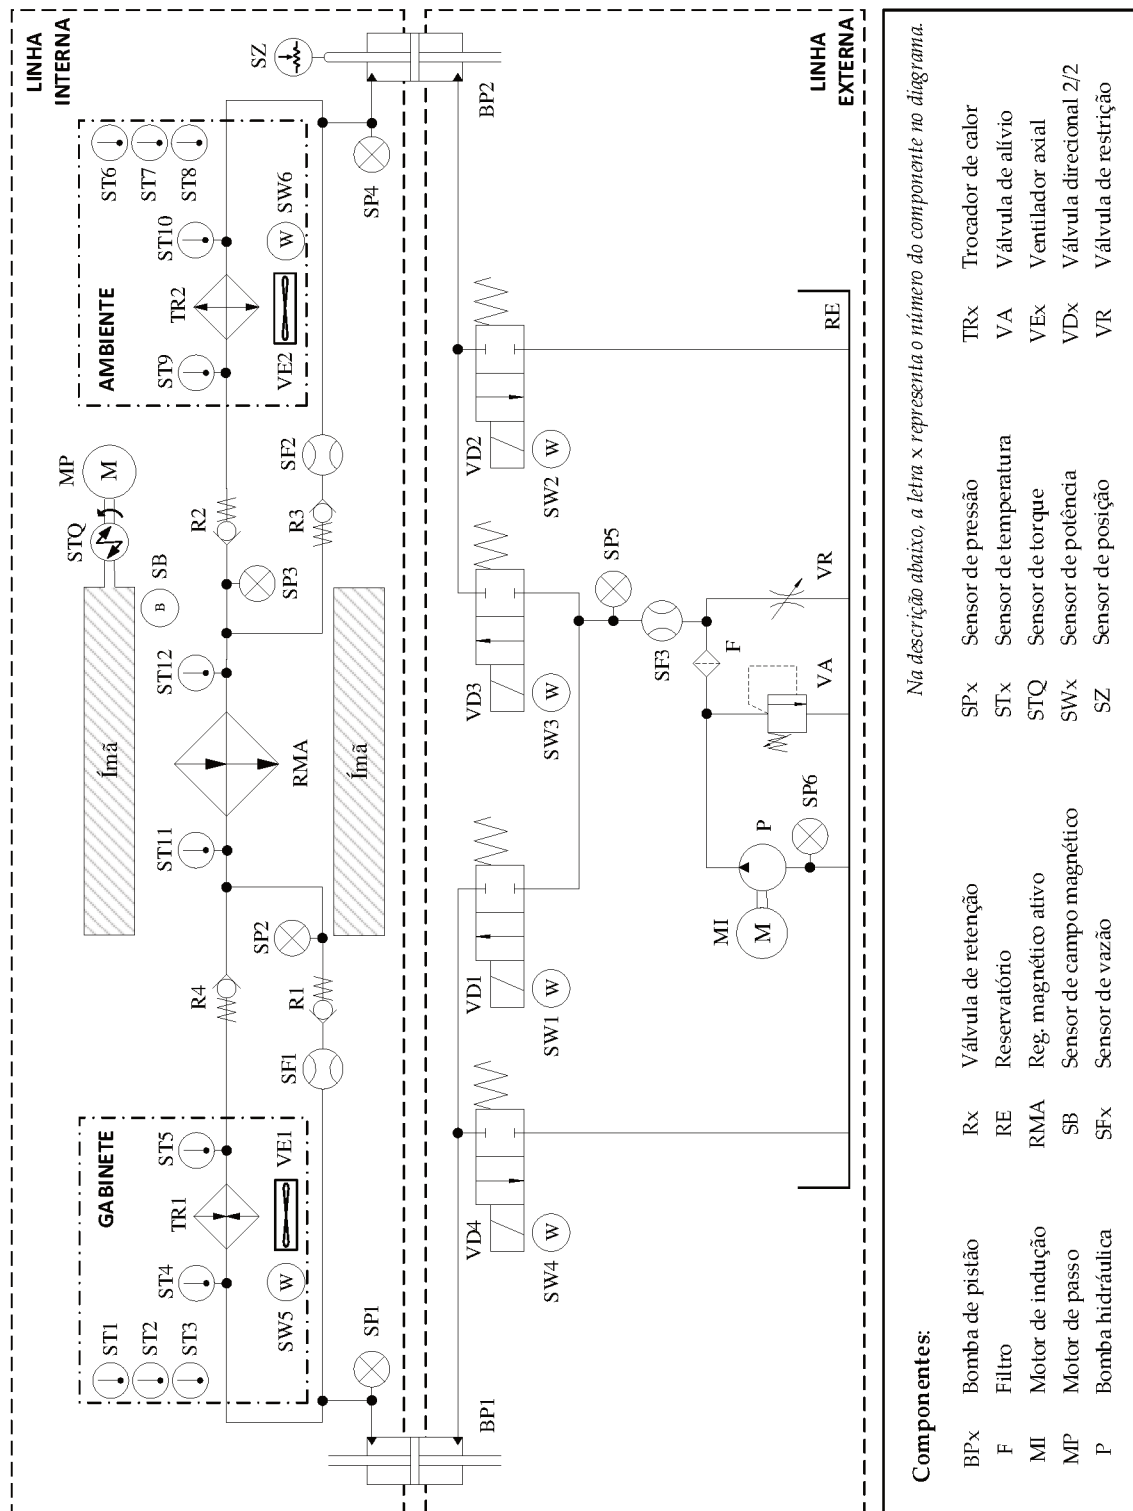 LINHA
INTERNA
GABINETE
ST1
ST2
ST3
ST4
TR1
ST5
SW5
VE1
SP1
BP1
SF1
R1
R4
SP2
ST11
Ímã
RMA
Ímã
ST12
SB
B
STQ
MP
M
SP3
R2
R3
SF2
AMBIENTE
ST9
TR2
ST10
ST6
ST7
ST8
VE2
SW6
W
W
SP4
SZ
BP2
LINHA
EXTERNA
VD4
SW4
W
VD1
SW1
W
VD3
SW3
W
VD2
SW2
W
SP5
SF3
MI
M
P
SP6
VA
F
VR
RE
Na descrição abaixo, a letra x representa o número do componente no diagrama.
Componentes:
BPx Bomba de pistão Rx Válvula de retenção SPx Sensor de pressão TRx Trocador de calor
F Filtro RE Reservatório STx Sensor de temperatura VA Válvula de alívio
MI Motor de indução RMA Reg. magnético ativo STQ Sensor de torque VEx Ventilador axial
MP Motor de passo SB Sensor de campo magnético SWx Sensor de potência VDx Válvula direcional 2/2
P Bomba hidráulica SFx Sensor de vazão SZ Sensor de posição VR Válvula de restrição